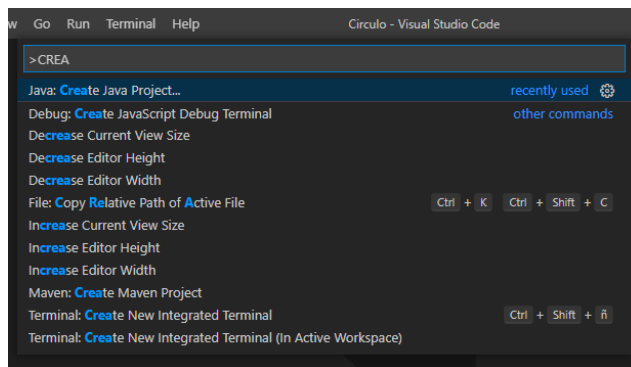 w Go Run Terminal Help Circulo - Visual Studio Code
>CREA
Java: Create Java Project... recently used
Debug: Create JavaScript Debug Terminal other commands
Decrease Current View Size
Decrease Editor Height
Decrease Editor Width
File: Copy Relative Path of Active File Ctrl + K Ctrl + Shift + C
Increase Current View Size
Increase Editor Height
Increase Editor Width
Maven: Create Maven Project
Terminal: Create New Integrated Terminal Ctrl + Shift + ñ
Terminal: Create New Integrated Terminal (In Active Workspace)